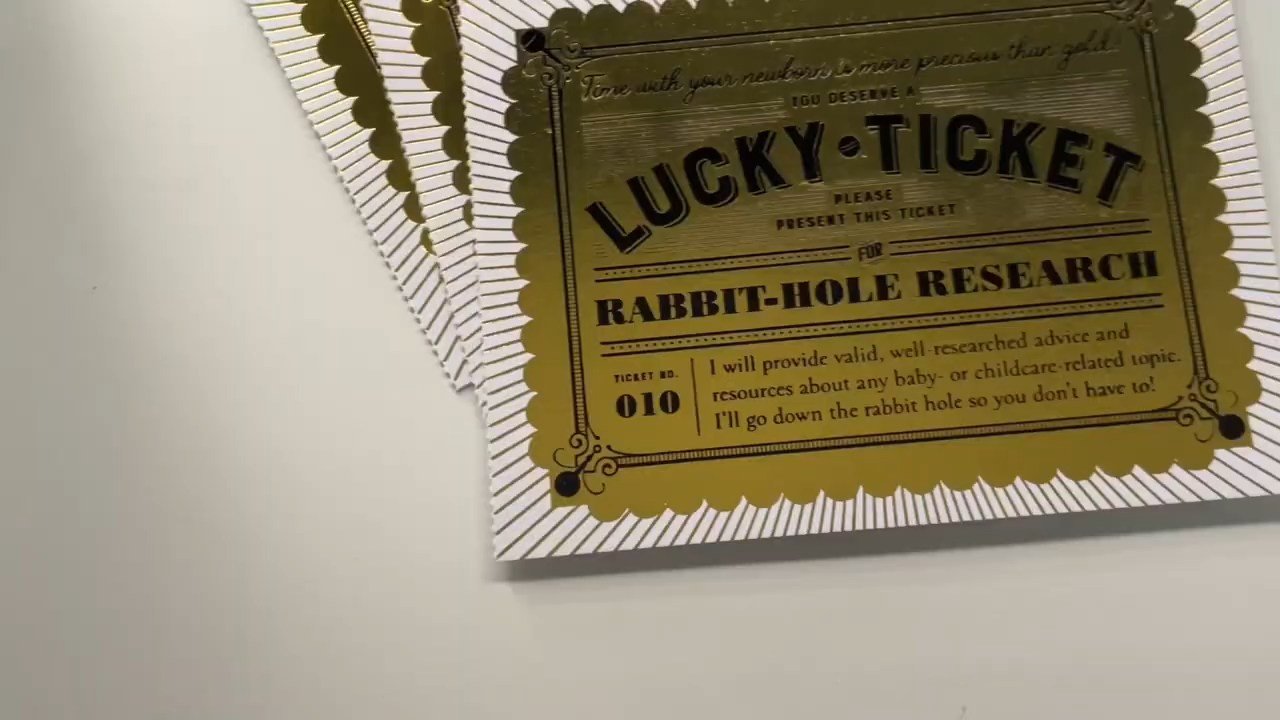 Time with your newborn is more precious than gold!
YOU DESERVE A
LUCKY • TICKET
PLEASE
PRESENT THIS TICKET
FOR
RABBIT-HOLE RESEARCH
TICKET NO.
010
I will provide valid, well-researched advice and
resources about any baby- or childcare-related topic.
I'll go down the rabbit hole so you don't have to!